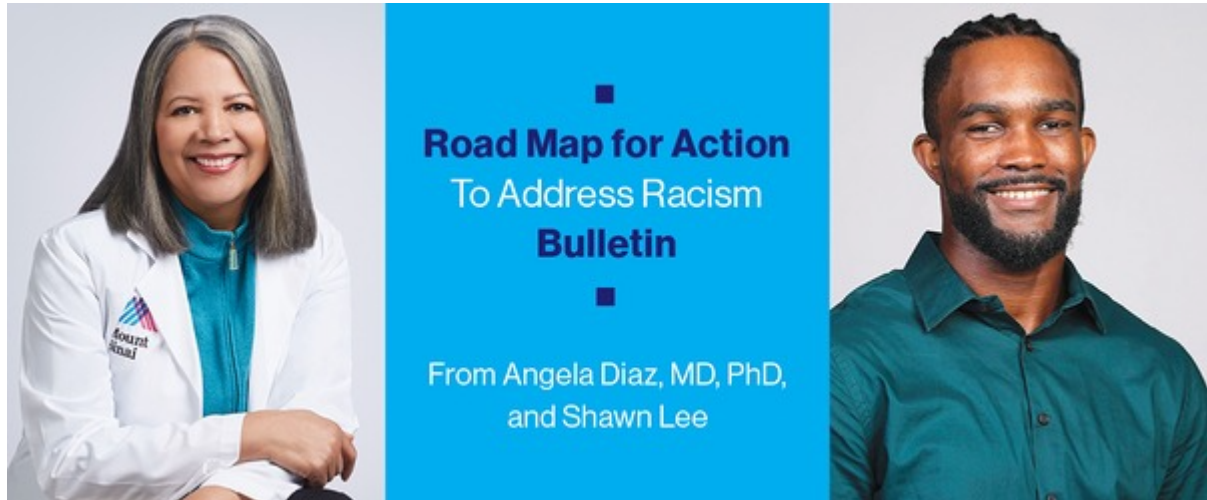 Mount
Sinai
Road Map for Action
To Address Racism
Bulletin
From Angela Diaz, MD, PhD,
and Shawn Lee